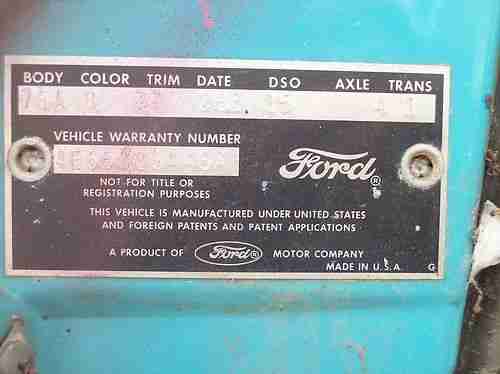 BODY COLOR TRIM DATE DSO AXLE TRANS
VEHICLE WARRANTY NUMBER
Ford®
NOT FOR TITLE OR
REGISTRATION PURPOSES
THIS VEHICLE IS MANUFACTURED UNDER UNITED STATES
AND FOREIGN PATENTS AND PATENT APPLICATIONS
A PRODUCT OF Ford® MOTOR COMPANY
MADE IN U.S.A. G